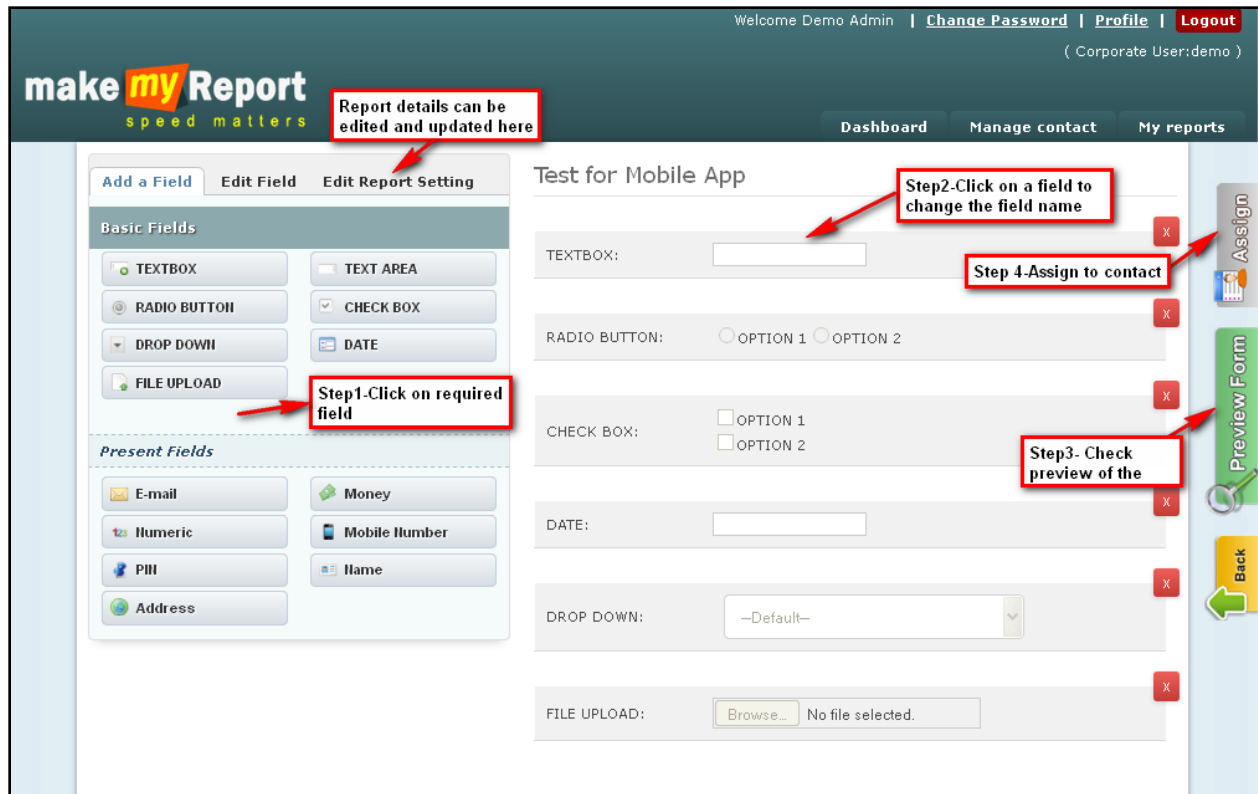 Welcome Demo Admin | Change Password | Profile | Logout
( Corporate User:demo )
make my Report
speed matters
Report details can be
edited and updated here
Dashboard Manage contact My reports
Add a Field Edit Field Edit Report Setting
Basic Fields
TEXTBOX TEXT AREA
RADIO BUTTON CHECK BOX
DROP DOWN DATE
FILE UPLOAD
Step1-Click on required
field
Present Fields
E-mail Money
123 Numeric Mobile Number
PIN Name
Address
Test for Mobile App
Step2-Click on a field to
change the field name
X
TEXTBOX:
Step 4-Assign to contact
X
RADIO BUTTON: OPTION 1 OPTION 2
X
CHECK BOX: OPTION 1
OPTION 2
Step3- Check
preview of the
X
DATE:
X
DROP DOWN: —Default—
X
FILE UPLOAD: Browse... No file selected.
Assign
Preview Form
Back